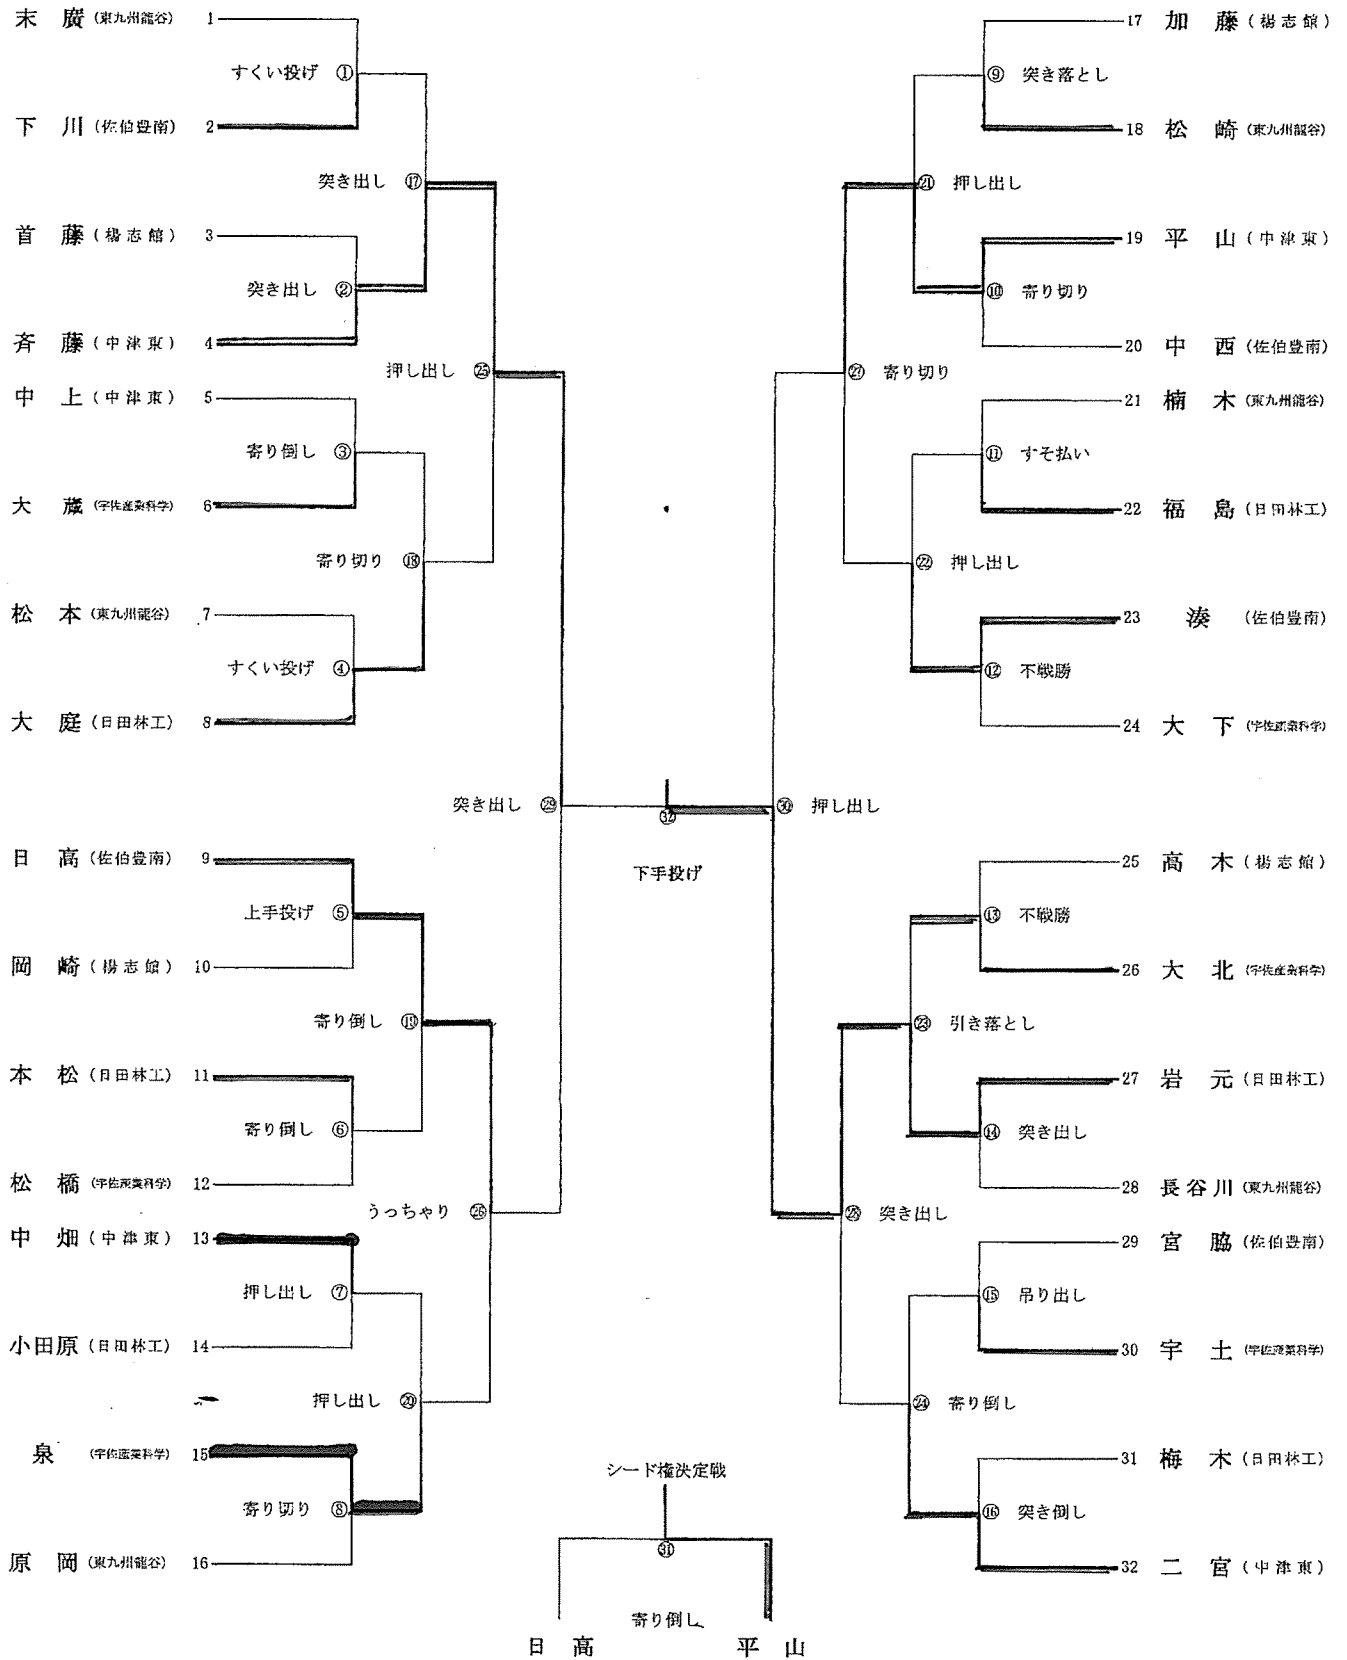 末廣 (東九州龍谷) 1
すくい投げ ①
下川 (佐伯豊南) 2
突き出し ⑰
首藤 (楊志館) 3
突き出し ②
斉藤 (中津東) 4
押し出し ㉕
中上 (中津東) 5
寄り倒し ③
大蔵 (宇佐産業科学) 6
寄り切り ⑱
松本 (東九州龍谷) 7
すくい投げ ④
大庭 (日田林工) 8
突き出し ㉙
日高 (佐伯豊南) 9
上手投げ ⑤
岡崎 (楊志館) 10
寄り倒し ⑲
本松 (日田林工) 11
寄り倒し ⑥
松橋 (宇佐産業科学) 12
うっちゃり ㉖
中畑 (中津東) 13
押し出し ⑦
小田原 (日田林工) 14
押し出し ⑳
泉 (宇佐産業科学) 15
寄り切り ⑧
原岡 (東九州龍谷) 16
㉜
下手投げ
17 加藤 (楊志館)
⑨ 突き落とし
18 松崎 (東九州龍谷)
㉑ 押し出し
19 平山 (中津東)
⑩ 寄り切り
20 中西 (佐伯豊南)
㉗ 寄り切り
21 楠木 (東九州龍谷)
⑪ すそ払い
22 福島 (日田林工)
㉒ 押し出し
23 湊 (佐伯豊南)
⑫ 不戦勝
24 大下 (宇佐産業科学)
㉚ 押し出し
25 高木 (楊志館)
⑬ 不戦勝
26 大北 (宇佐産業科学)
㉓ 引き落とし
27 岩元 (日田林工)
⑭ 突き出し
28 長谷川 (東九州龍谷)
㉘ 突き出し
29 宮脇 (佐伯豊南)
⑮ 吊り出し
30 宇土 (宇佐産業科学)
㉔ 寄り倒し
31 梅木 (日田林工)
⑯ 突き倒し
32 二宮 (中津東)
シード権決定戦
㉛
寄り倒し
日高 平山